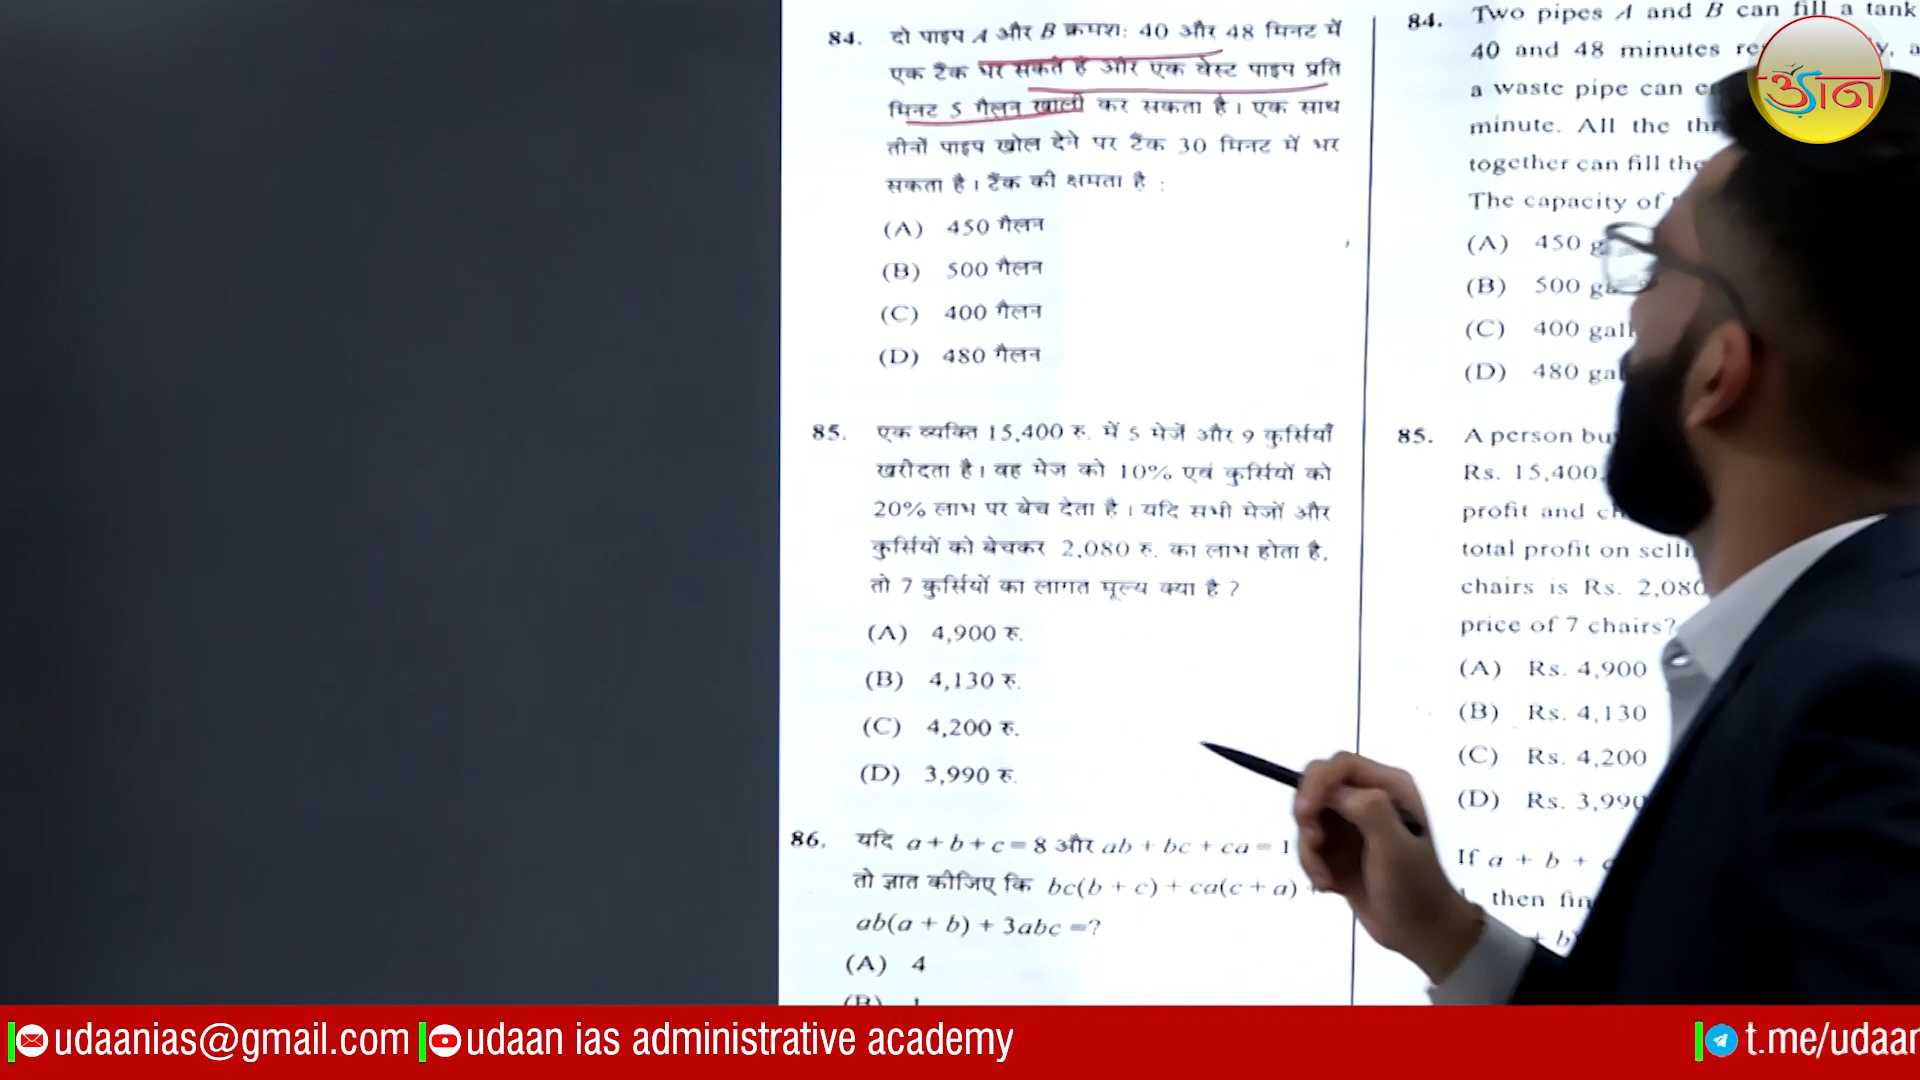 84. दो पाइप A और B क्रमश: 40 और 48 मिनट में
एक टैंक भर सकते हैं और एक वेस्ट पाइप प्रति
मिनट 5 गैलन खाली कर सकता है। एक साथ
तीनों पाइप खोल देने पर टैंक 30 मिनट में भर
सकता है। टैंक की क्षमता है :
(A) 450 गैलन
(B) 500 गैलन
(C) 400 गैलन
(D) 480 गैलन
85. एक व्यक्ति 15,400 रु. में 5 मेजें और 9 कुर्सियाँ
खरीदता है। वह मेज को 10% एवं कुर्सियों को
20% लाभ पर बेच देता है। यदि सभी मेजों और
कुर्सियों को बेचकर 2,080 रु. का लाभ होता है,
तो 7 कुर्सियों का लागत मूल्य क्या है ?
(A) 4,900 रु.
(B) 4,130 रु.
(C) 4,200 रु.
(D) 3,990 रु.
86. यदि a + b + c = 8 और ab + bc + ca = 1
तो ज्ञात कीजिए कि bc(b + c) + ca(c + a)
ab(a + b) + 3abc =?
(A) 4
(B) 1
84. Two pipes A and B can fill a tank
40 and 48 minutes
a waste pipe can
minute. All the
together can fill the
The capacity of
(A) 450
(B) 500
(C) 400
(D) 480
85. A person
Rs. 15,400
profit and
total profit on
chairs is Rs. 2,080
price of 7 chairs?
(A) Rs. 4,900
(B) Rs. 4,130
(C) Rs. 4,200
(D) Rs. 3,990
If a + b +
then
उड़ान
udaanias@gmail.com
udaan ias administrative academy
t.me/udaan